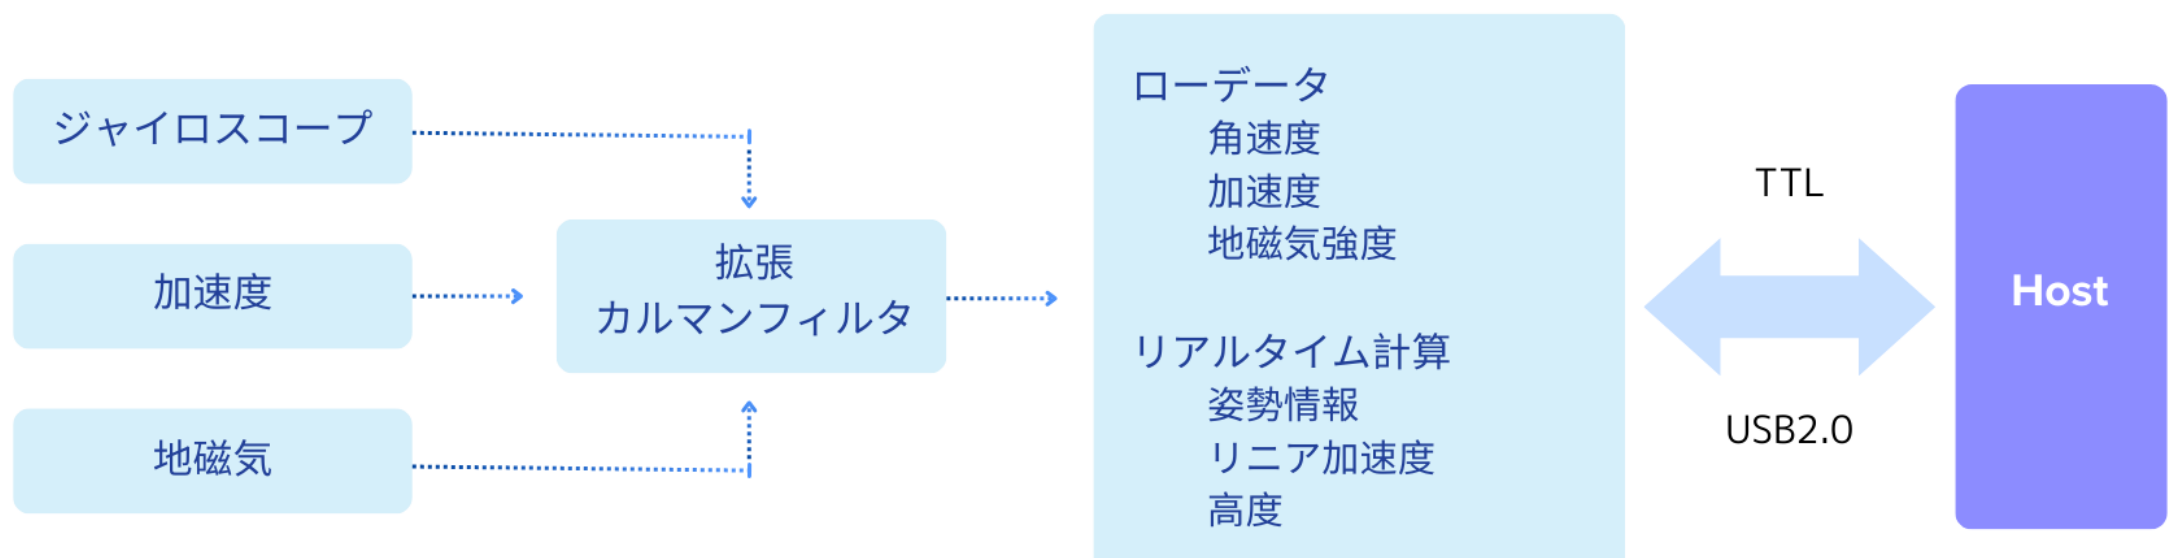 ジャイロスコープ
加速度
地磁気
拡張
カルマンフィルタ
ローデータ
角速度
加速度
地磁気強度
リアルタイム計算
姿勢情報
リニア加速度
高度
TTL
USB2.0
Host